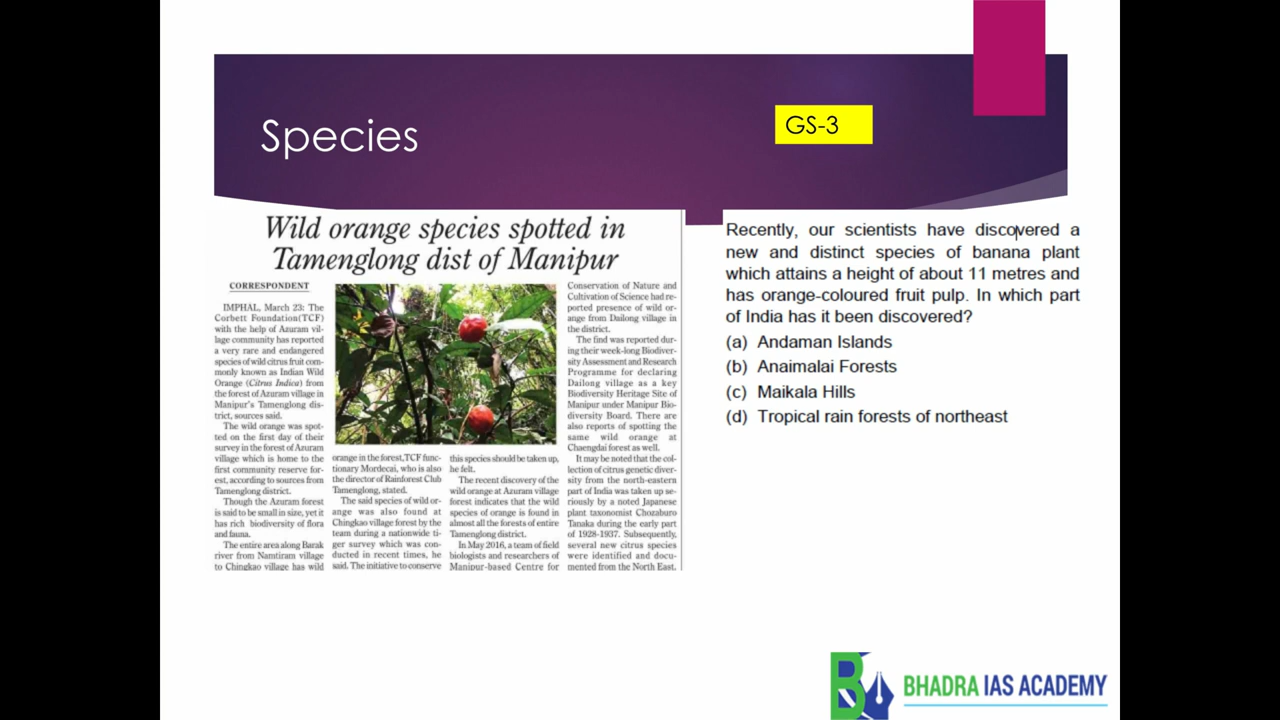 Species
GS-3
Wild orange species spotted in
Tamenglong dist of Manipur
CORRESPONDENT
IMPHAL, March 23: The
Corbett Foundation(TCF)
with the help of Azuram vil-
lage community has reported
a very rare and endangered
species of wild citrus fruit com-
monly known as Indian Wild
Orange (Citrus Indica) from
the forest of Azuram village in
Manipur's Tamenglong dis-
trict, sources said.
The wild orange was spot-
ted on the first day of their
survey in the forest of Azuram
village which is home to the
first community reserve for-
est, according to sources from
Tamenglong district.
Though the Azuram forest
is said to be small in size, yet it
has rich biodiversity of flora
and fauna.
The entire area along Barak
river from Namtiram village
to Chingkao village has wild
orange in the forest, TCF func-
tionary Mordecai, who is also
the director of Rainforest Club
Tamenglong, stated.
The said species of wild or-
ange was also found at
Chingkao village forest by the
team during a nationwide ti-
ger survey which was con-
ducted in recent times, he
said. The initiative to conserve
this species should be taken up,
he felt.
The recent discovery of the
wild orange at Azuram village
forest indicates that the wild
species of orange is found in
almost all the forests of entire
Tamenglong district.
In May 2016, a team of field
biologists and researchers of
Manipur-based Centre for
Conservation of Nature and
Cultivation of Science had re-
ported presence of wild or-
ange from Dailong village in
the district.
The find was reported dur-
ing their week-long Biodiver-
sity Assessment and Research
Programme for declaring
Dailong village as a key
Biodiversity Heritage Site of
Manipur under Manipur Bio-
diversity Board. There are
also reports of spotting the
same wild orange at
Chaengdai forest as well.
It may be noted that the col-
lection of citrus genetic diver-
sity from the north-eastern
part of India was taken up se-
riously by a noted Japanese
plant taxonomist Chozaburo
Tanaka during the early part
of 1928-1937. Subsequently,
several new citrus species
were identified and docu-
mented from the North East.
Recently, our scientists have discovered a
new and distinct species of banana plant
which attains a height of about 11 metres and
has orange-coloured fruit pulp. In which part
of India has it been discovered?
(a) Andaman Islands
(b) Anaimalai Forests
(c) Maikala Hills
(d) Tropical rain forests of northeast
BHADRA IAS ACADEMY